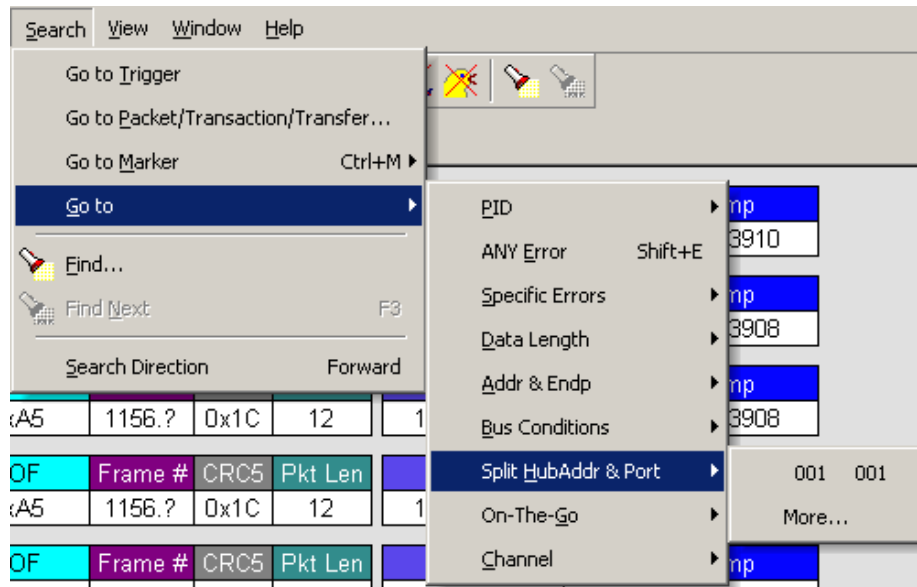 Search View Window Help
Go to Trigger
Go to Packet/Transaction/Transfer...
Go to Marker Ctrl+M
Go to
Find...
Find Next F3
Search Direction Forward
PID
ANY Error Shift+E
Specific Errors
Data Length
Addr & Endp
Bus Conditions
Split HubAddr & Port
On-The-Go
Channel
001 001
More...
mp
3910
mp
3908
mp
3908
xA5 1156.? 0x1C 12 1
OF Frame # CRC5 Pkt Len
xA5 1156.? 0x1C 12 1
OF Frame # CRC5 Pkt Len
mp